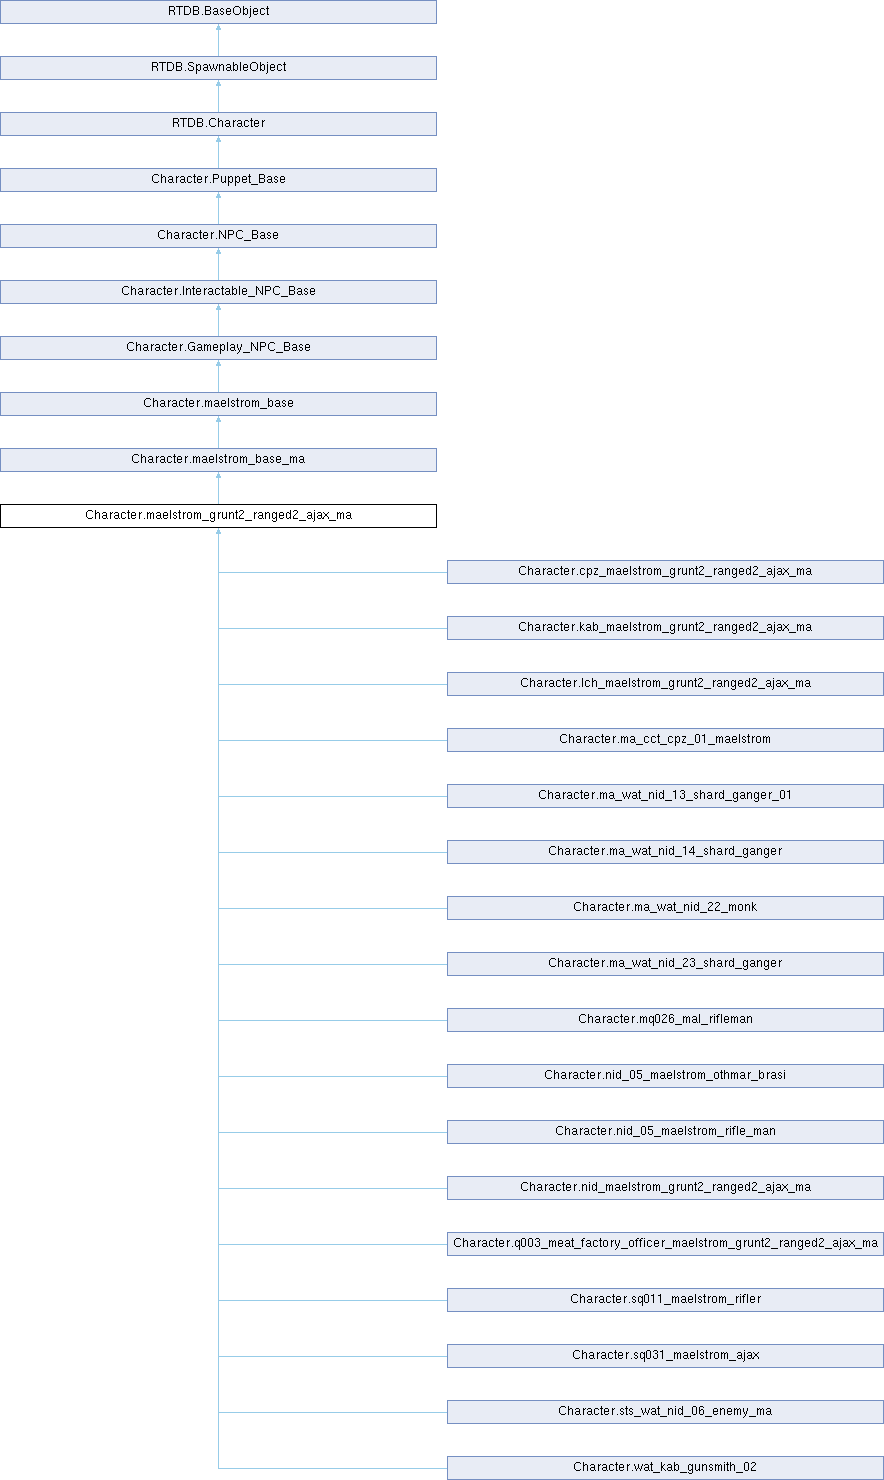 RTDB.BaseObject
RTDB.SpawnableObject
RTDB.Character
Character.Puppet_Base
Character.NPC_Base
Character.Interactable_NPC_Base
Character.Gameplay_NPC_Base
Character.maelstrom_base
Character.maelstrom_base_ma
Character.maelstrom_grunt2_ranged2_ajax_ma
Character.cpz_maelstrom_grunt2_ranged2_ajax_ma
Character.kab_maelstrom_grunt2_ranged2_ajax_ma
Character.lch_maelstrom_grunt2_ranged2_ajax_ma
Character.ma_cct_cpz_01_maelstrom
Character.ma_wat_nid_13_shard_ganger_01
Character.ma_wat_nid_14_shard_ganger
Character.ma_wat_nid_22_monk
Character.ma_wat_nid_23_shard_ganger
Character.mq026_mal_rifleman
Character.nid_05_maelstrom_othmar_brasi
Character.nid_05_maelstrom_rifle_man
Character.nid_maelstrom_grunt2_ranged2_ajax_ma
Character.q003_meat_factory_officer_maelstrom_grunt2_ranged2_ajax_ma
Character.sq011_maelstrom_rifler
Character.sq031_maelstrom_ajax
Character.sts_wat_nid_06_enemy_ma
Character.wat_kab_gunsmith_02